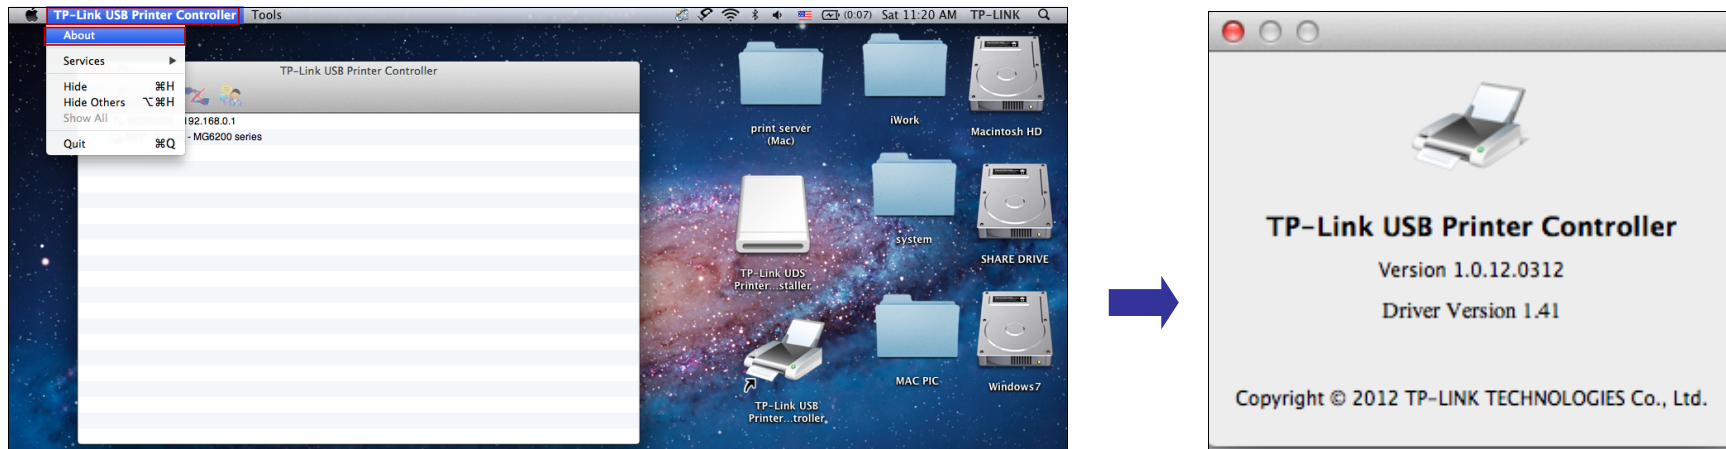 TP-Link USB Printer Controller Tools
(0:07) Sat 11:20 AM TP-LINK
About
Services
Hide ⌘H
Hide Others ⌥⌘H
Show All
Quit ⌘Q
TP-Link USB Printer Controller
192.168.0.1
- MG6200 series
print server
(Mac)
iWork
Macintosh HD
TP-Link UDS
Printer...staller
system
SHARE DRIVE
TP-Link USB
Printer...troller
MAC PIC
Windows7
TP-Link USB Printer Controller
Version 1.0.12.0312
Driver Version 1.41
Copyright © 2012 TP-LINK TECHNOLOGIES Co., Ltd.